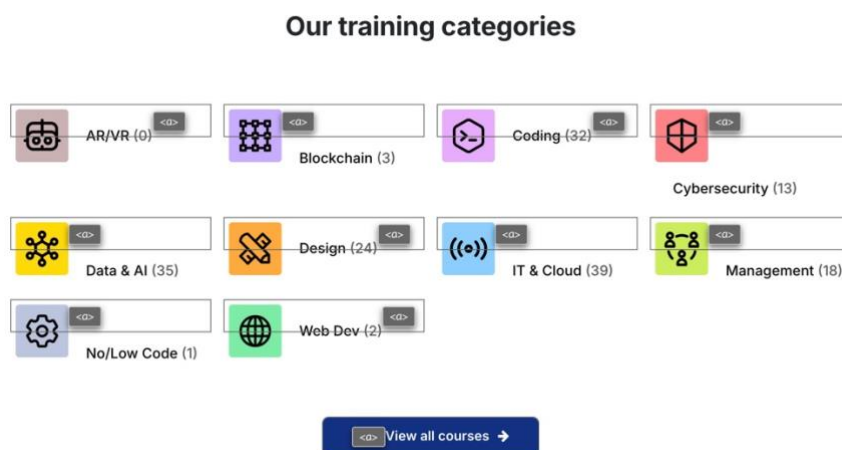 Our training categories
<a> <a> <a> <a>
AR/VR (0) Coding (32)
Blockchain (3)
Cybersecurity (13)
<a> <a> <a> <a>
Design (24)
Data & AI (35) IT & Cloud (39) Management (18)
<a> <a>
Web Dev (2)
No/Low Code (1)
<a> View all courses →